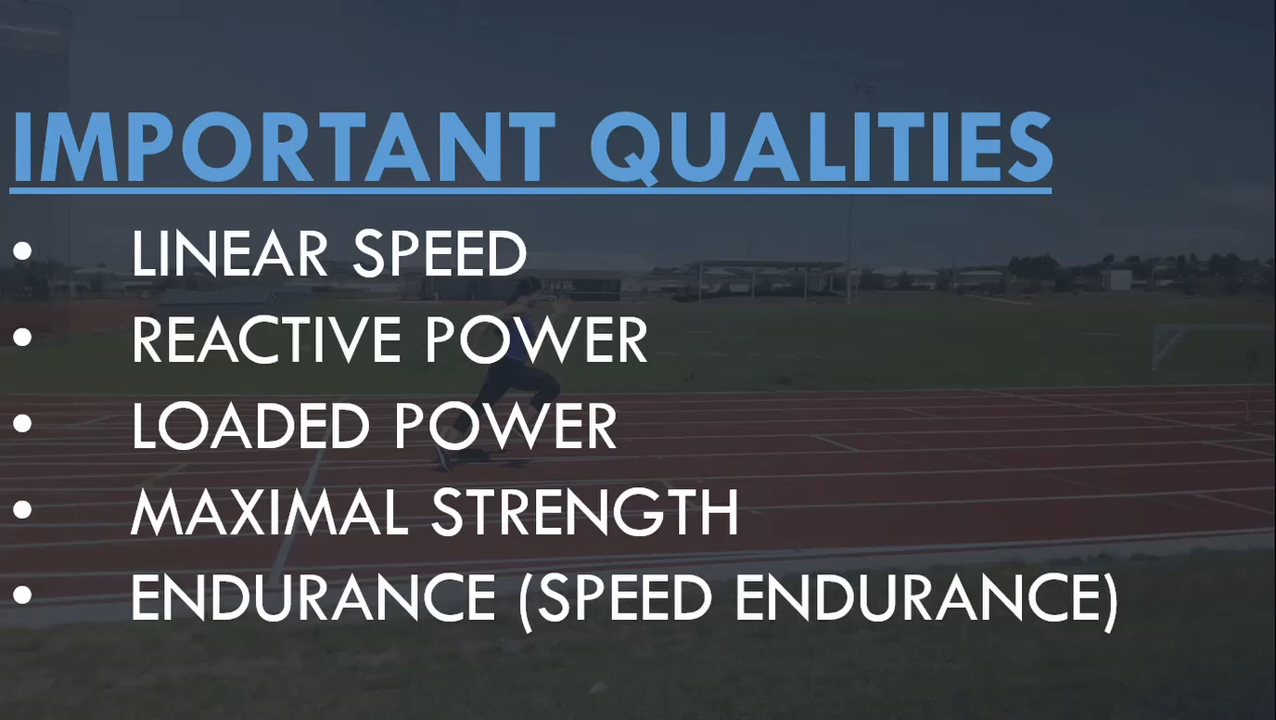 IMPORTANT QUALITIES
• LINEAR SPEED
• REACTIVE POWER
• LOADED POWER
• MAXIMAL STRENGTH
• ENDURANCE (SPEED ENDURANCE)